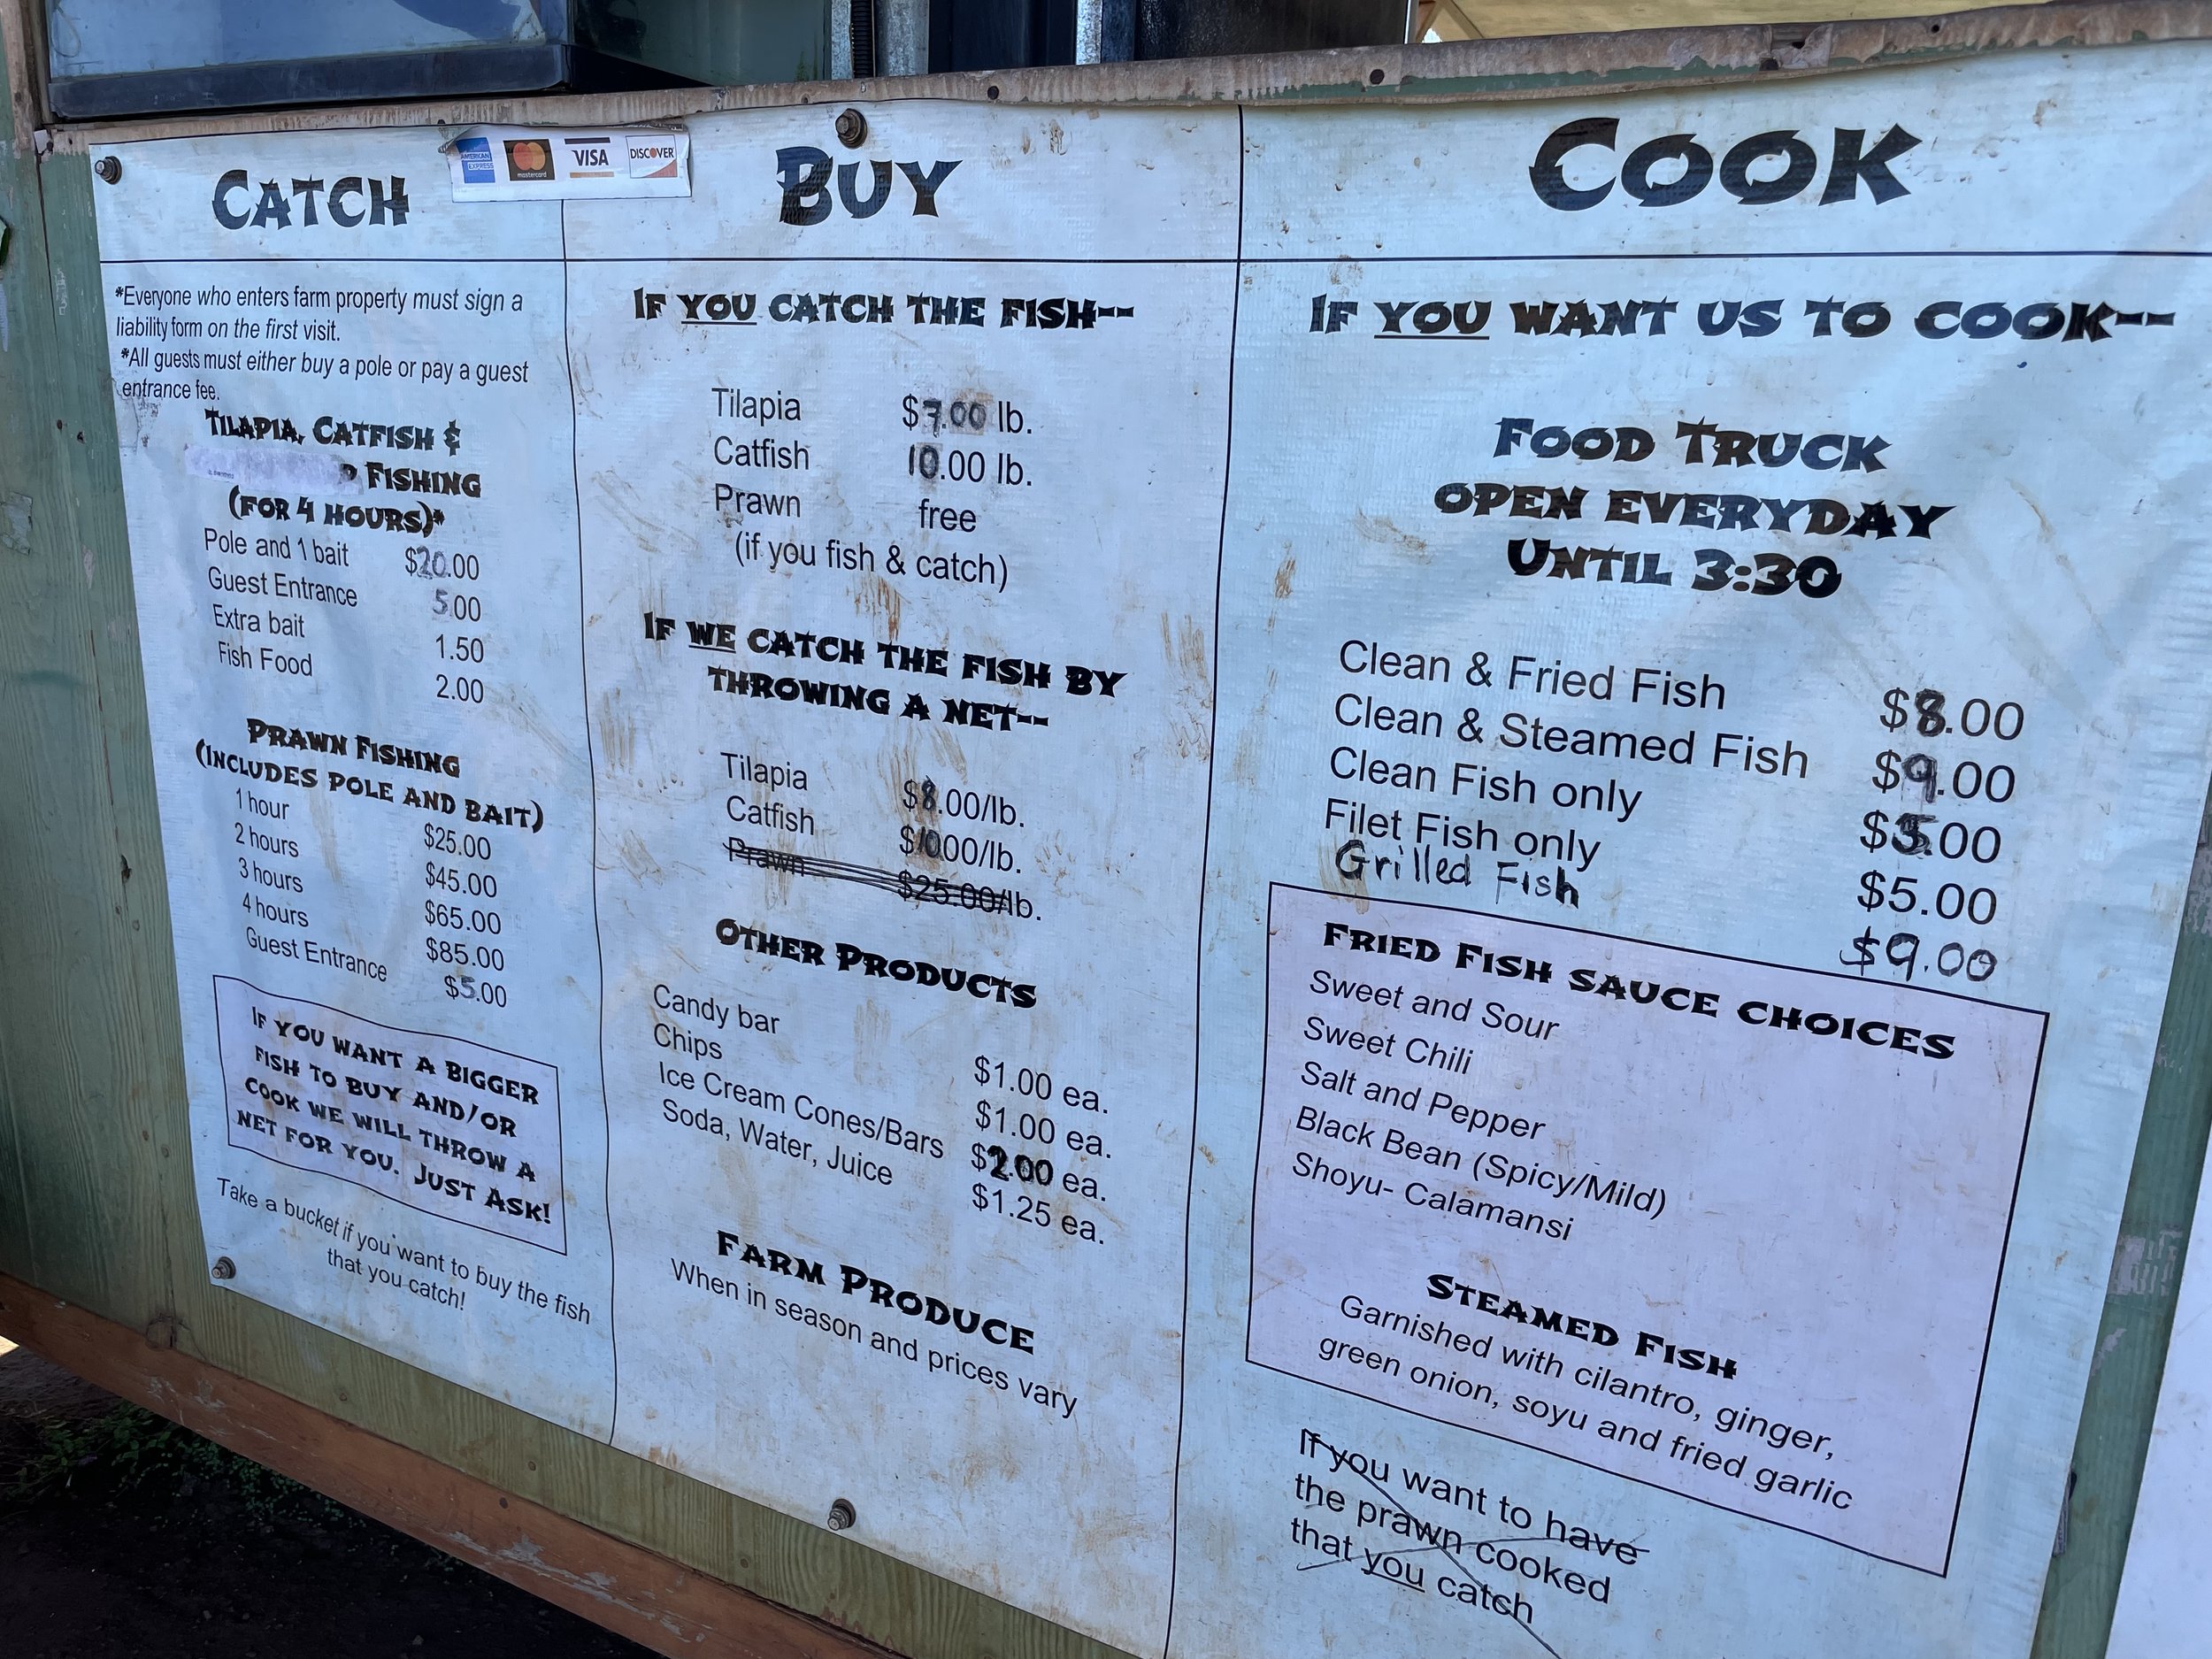 AMERICAN EXPRESS mastercard VISA DISCOVER
CATCH
*Everyone who enters farm property must sign a
liability form on the first visit.
*All guests must either buy a pole or pay a guest
entrance fee.
TILAPIA, CATFISH &
FISHING
(FOR 4 HOURS)*
Pole and 1 bait $20.00
Guest Entrance 5.00
Extra bait 1.50
Fish Food 2.00
PRAWN FISHING
(INCLUDES POLE AND BAIT)
1 hour $25.00
2 hours $45.00
3 hours $65.00
4 hours $85.00
Guest Entrance $5.00
IF YOU WANT A BIGGER
FISH TO BUY AND/OR
COOK WE WILL THROW A
NET FOR YOU. JUST ASK!
Take a bucket if you want to buy the fish
that you catch!
BUY
IF YOU CATCH THE FISH--
Tilapia $7.00 lb.
Catfish 10.00 lb.
Prawn free
(if you fish & catch)
IF WE CATCH THE FISH BY
THROWING A NET--
Tilapia $8.00/lb.
Catfish $1000/lb.
Prawn $25.00/lb.
OTHER PRODUCTS
Candy bar $1.00 ea.
Chips $1.00 ea.
Ice Cream Cones/Bars $2.00 ea.
Soda, Water, Juice $1.25 ea.
FARM PRODUCE
When in season and prices vary
COOK
IF YOU WANT US TO COOK--
FOOD TRUCK
OPEN EVERYDAY
UNTIL 3:30
Clean & Fried Fish $8.00
Clean & Steamed Fish $9.00
Clean Fish only
Filet Fish only $5.00
Grilled Fish $9.00
FRIED FISH SAUCE CHOICES
Sweet and Sour
Sweet Chili
Salt and Pepper
Black Bean (Spicy/Mild)
Shoyu- Calamansi
STEAMED FISH
Garnished with cilantro, ginger,
green onion, soyu and fried garlic
If you want to have
the prawn cooked
that you catch